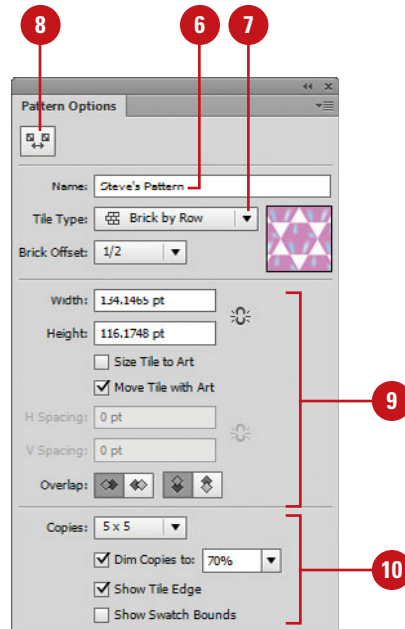 8 6 7
Pattern Options
Name: Steve's Pattern
Tile Type: Brick by Row
Brick Offset: 1/2
Width: 134.1465 pt
Height: 116.1748 pt
Size Tile to Art
Move Tile with Art
9
H Spacing: 0 pt
V Spacing: 0 pt
Overlap:
Copies: 5 x 5
Dim Copies to: 70%
10
Show Tile Edge
Show Swatch Bounds